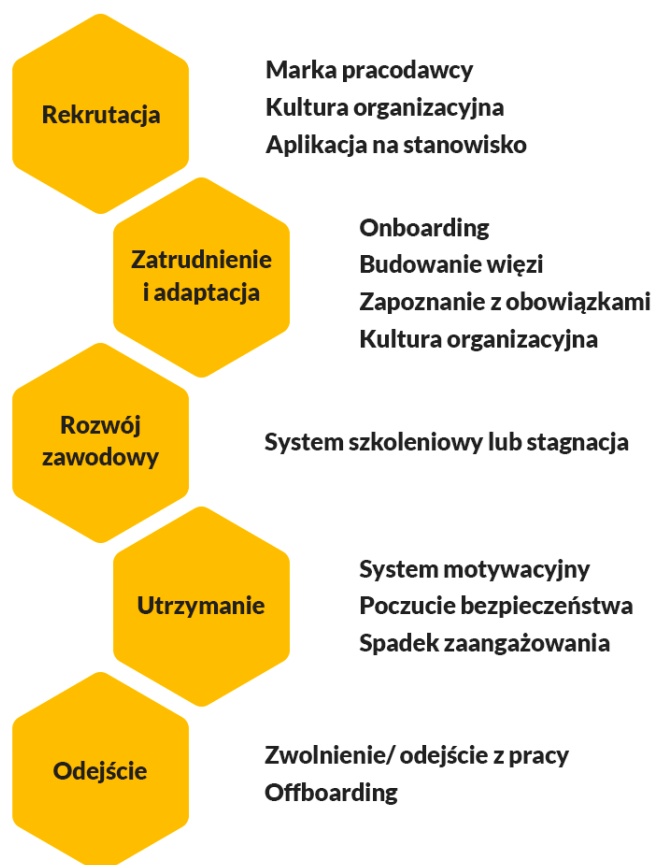 Rekrutacja
Marka pracodawcy
Kultura organizacyjna
Aplikacja na stanowisko
Zatrudnienie
i adaptacja
Onboarding
Budowanie więzi
Zapoznanie z obowiązkami
Kultura organizacyjna
Rozwój
zawodowy
System szkoleniowy lub stagnacja
Utrzymanie
System motywacyjny
Poczucie bezpieczeństwa
Spadek zaangażowania
Odejście
Zwolnienie/ odejście z pracy
Offboarding